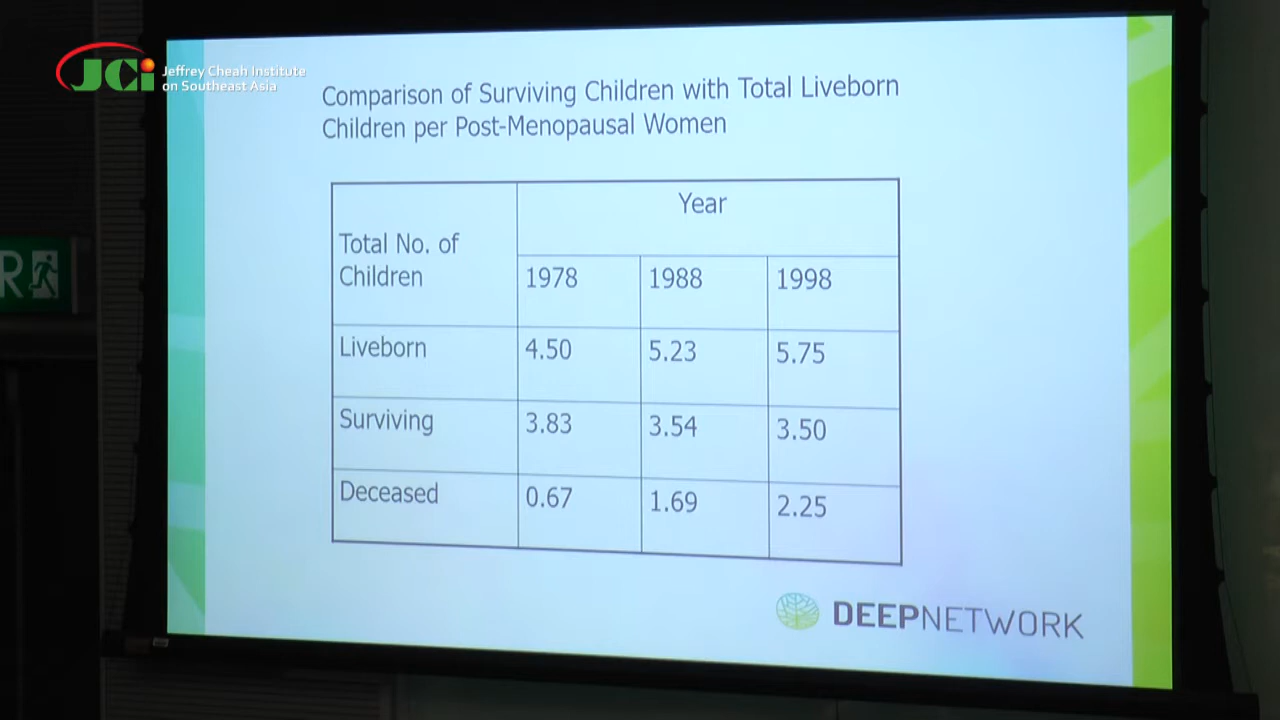 JCi Jeffrey Cheah Institute
on Southeast Asia
R
Comparison of Surviving Children with Total Liveborn
Children per Post-Menopausal Women
Total No. of
Children
Year
1978 1988 1998
Liveborn 4.50 5.23 5.75
Surviving 3.83 3.54 3.50
Deceased 0.67 1.69 2.25
DEEPNETWORK